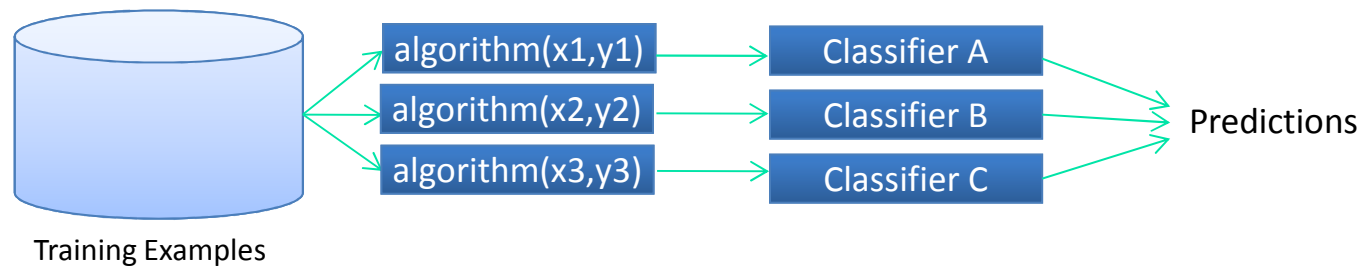 algorithm(x1,y1)
Classifier A
algorithm(x2,y2)
Classifier B
Predictions
algorithm(x3,y3)
Classifier C
Training Examples